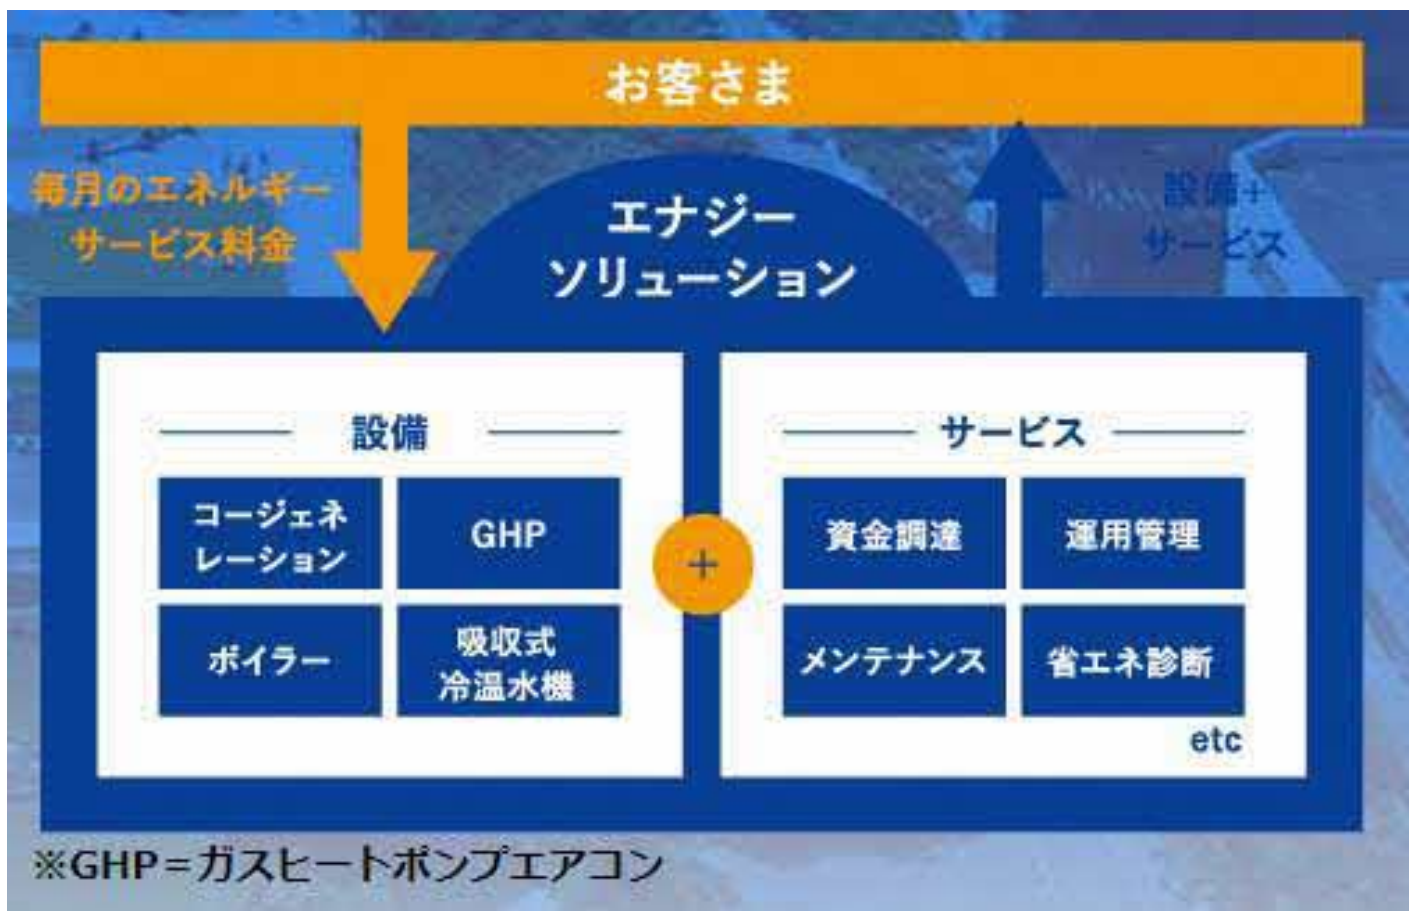 お客さま
毎月のエネルギー
サービス料金
エナジー
ソリューション
設備+
サービス
設備
コージェネ
レーション
GHP
ボイラー
吸収式
冷温水機
+
サービス
資金調達
運用管理
メンテナンス
省エネ診断
etc
※GHP=ガスヒートポンプエアコン